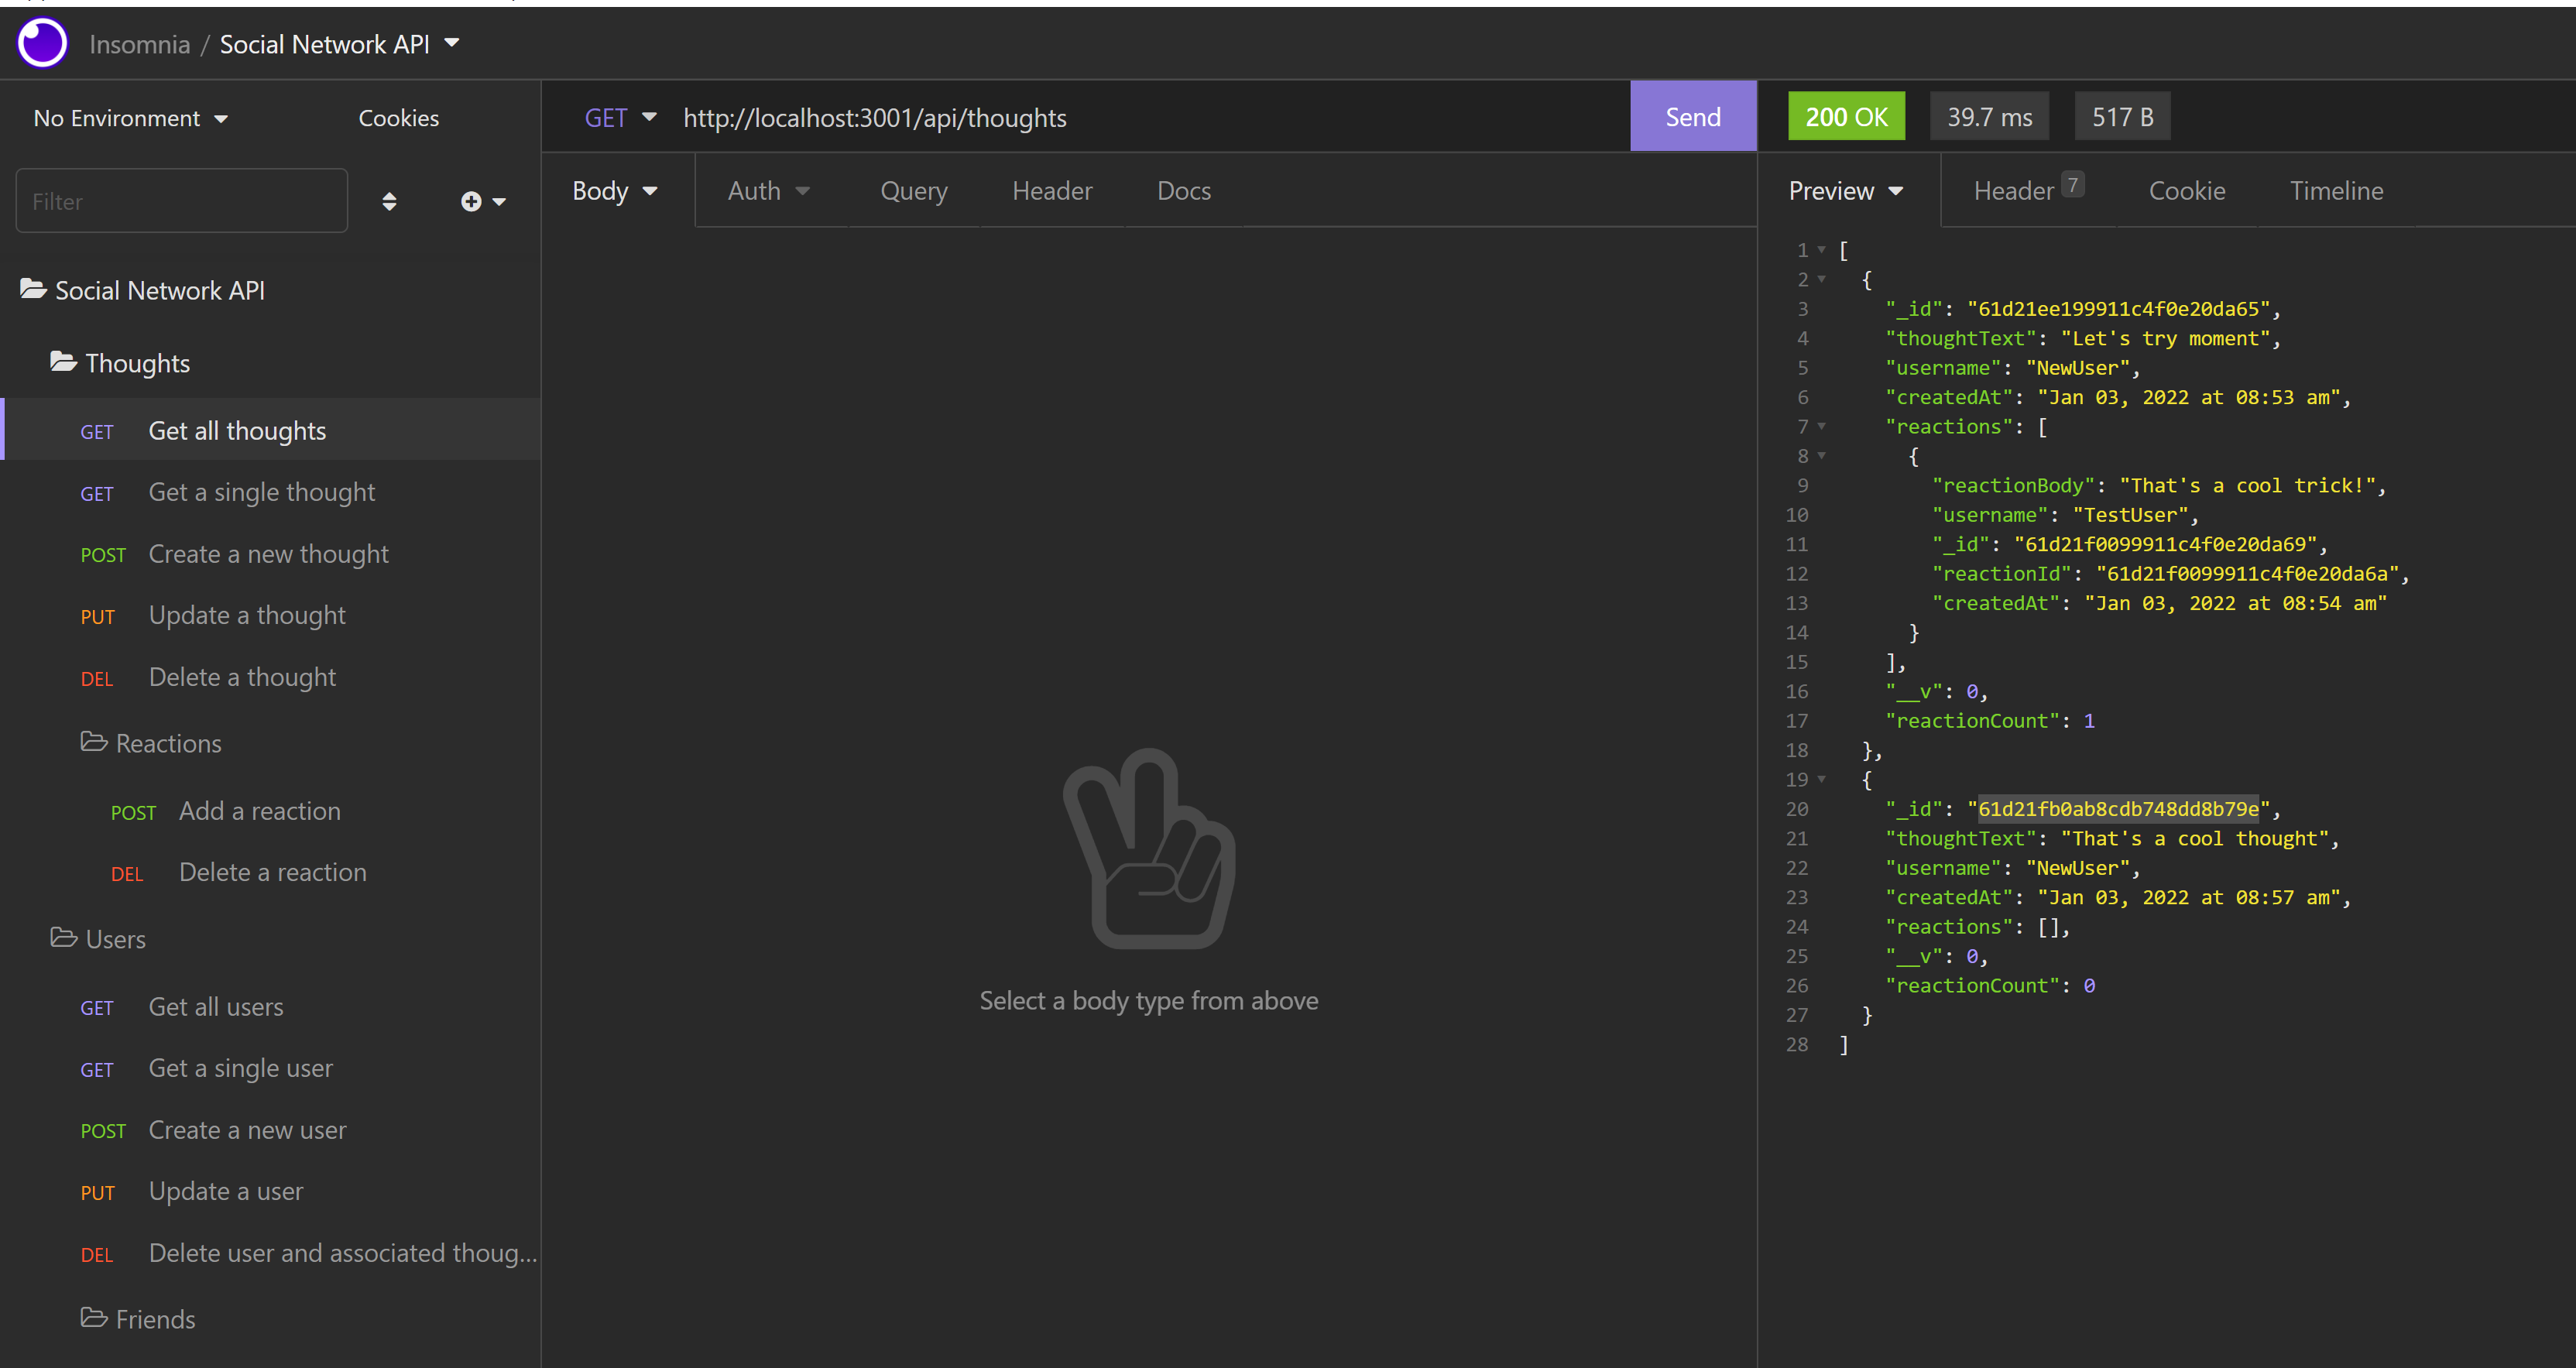 Insomnia / Social Network API
No Environment
Cookies
Filter
Social Network API
Thoughts
GET Get all thoughts
GET Get a single thought
POST Create a new thought
PUT Update a thought
DEL Delete a thought
Reactions
POST Add a reaction
DEL Delete a reaction
Users
GET Get all users
GET Get a single user
POST Create a new user
PUT Update a user
DEL Delete user and associated thoug...
Friends
GET http://localhost:3001/api/thoughts Send
Body Auth Query Header Docs
Select a body type from above
200 OK 39.7 ms 517 B
Preview Header 7 Cookie Timeline
1 [
2 {
3 "_id": "61d21ee199911c4f0e20da65",
4 "thoughtText": "Let's try moment",
5 "username": "NewUser",
6 "createdAt": "Jan 03, 2022 at 08:53 am",
7 "reactions": [
8 {
9 "reactionBody": "That's a cool trick!",
10 "username": "TestUser",
11 "_id": "61d21f0099911c4f0e20da69",
12 "reactionId": "61d21f0099911c4f0e20da6a",
13 "createdAt": "Jan 03, 2022 at 08:54 am"
14 }
15 ],
16 "__v": 0,
17 "reactionCount": 1
18 },
19 {
20 "_id": "61d21fb0ab8cdb748dd8b79e",
21 "thoughtText": "That's a cool thought",
22 "username": "NewUser",
23 "createdAt": "Jan 03, 2022 at 08:57 am",
24 "reactions": [],
25 "__v": 0,
26 "reactionCount": 0
27 }
28 ]